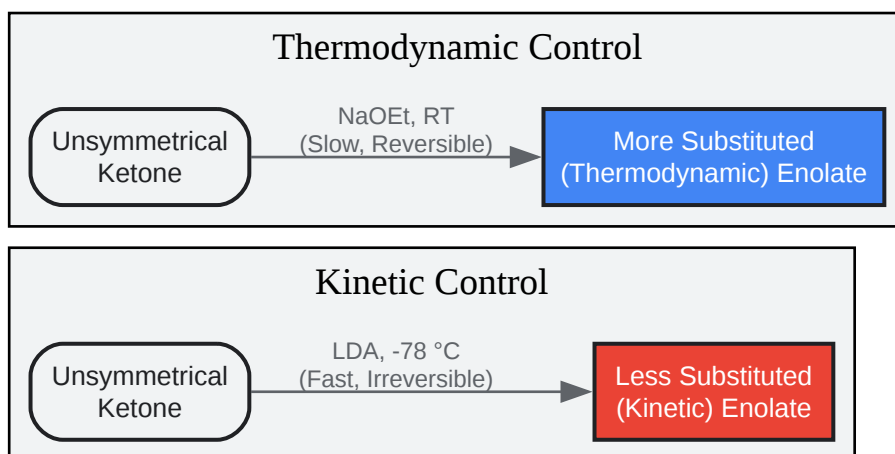 Thermodynamic Control
NaOEt, RT
(Slow, Reversible)
Unsymmetrical
Ketone
More Substituted
(Thermodynamic) Enolate
Kinetic Control
LDA, -78 °C
(Fast, Irreversible)
Unsymmetrical
Ketone
Less Substituted
(Kinetic) Enolate